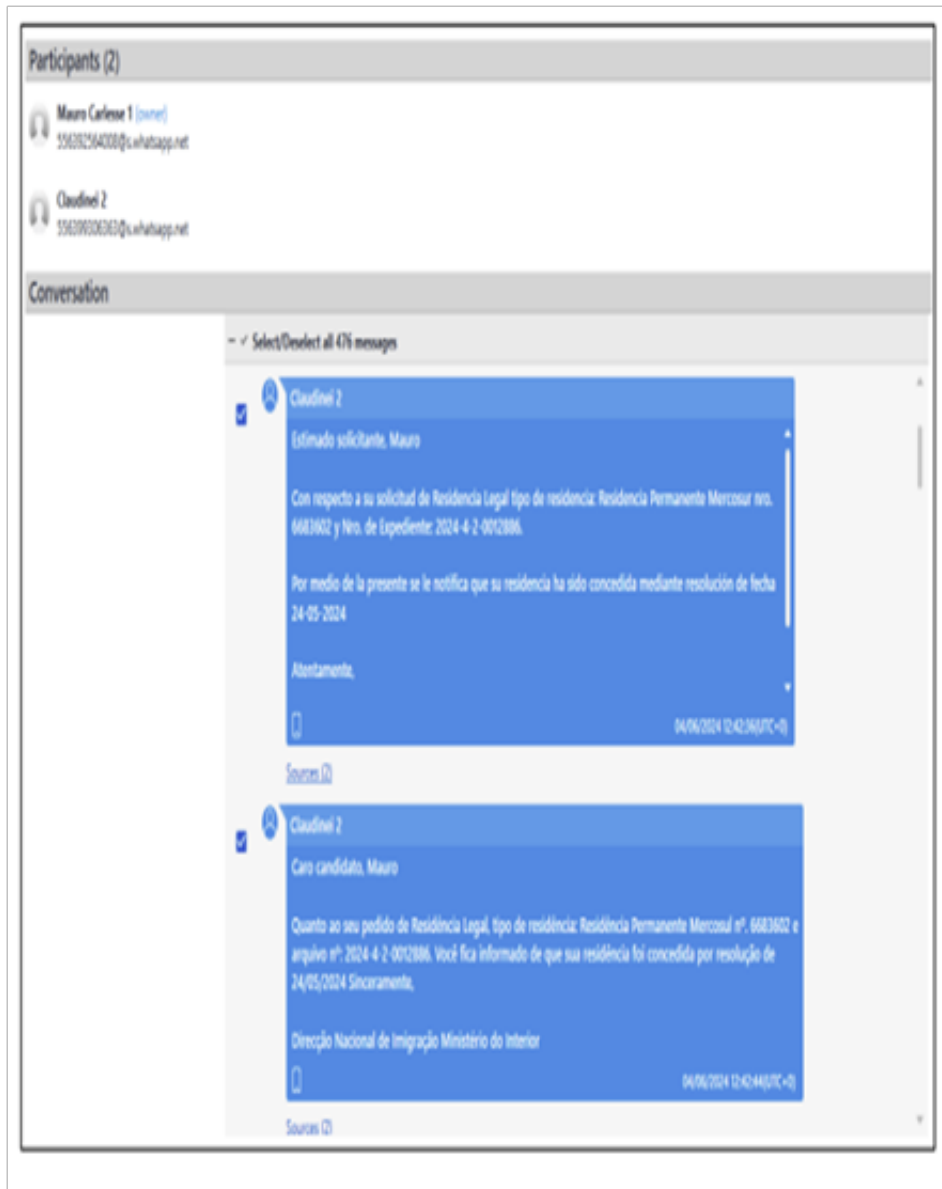 Participants (2)
Mauro Carlesse 1 (owner)
556392564008@s.whatsapp.net
Claudinei 2
556399306363@s.whatsapp.net
Conversation
Select/Deselect all 476 messages
Claudinei 2
Estimado solicitante, Mauro
Con respecto a su solicitud de Residencia Legal tipo de residencia: Residencia Permanente Mercosur nro.
6683602 y Nro. de Expediente: 2024-4-2-0012886.
Por medio de la presente se le notifica que su residencia ha sido concedida mediante resolución de fecha
24-05-2024
Atentamente,
04/06/2024 12:42:36(UTC+0)
Sources (2)
Claudinei 2
Caro candidato, Mauro
Quanto ao seu pedido de Residência Legal, tipo de residência: Residência Permanente Mercosul nº. 6683602 e
arquivo nº: 2024-4-2-0012886. Você fica informado de que sua residência foi concedida por resolução de
24/05/2024 Sinceramente,
Direcção Nacional de Imigração Ministério do Interior
04/06/2024 12:42:44(UTC+0)
Sources (2)